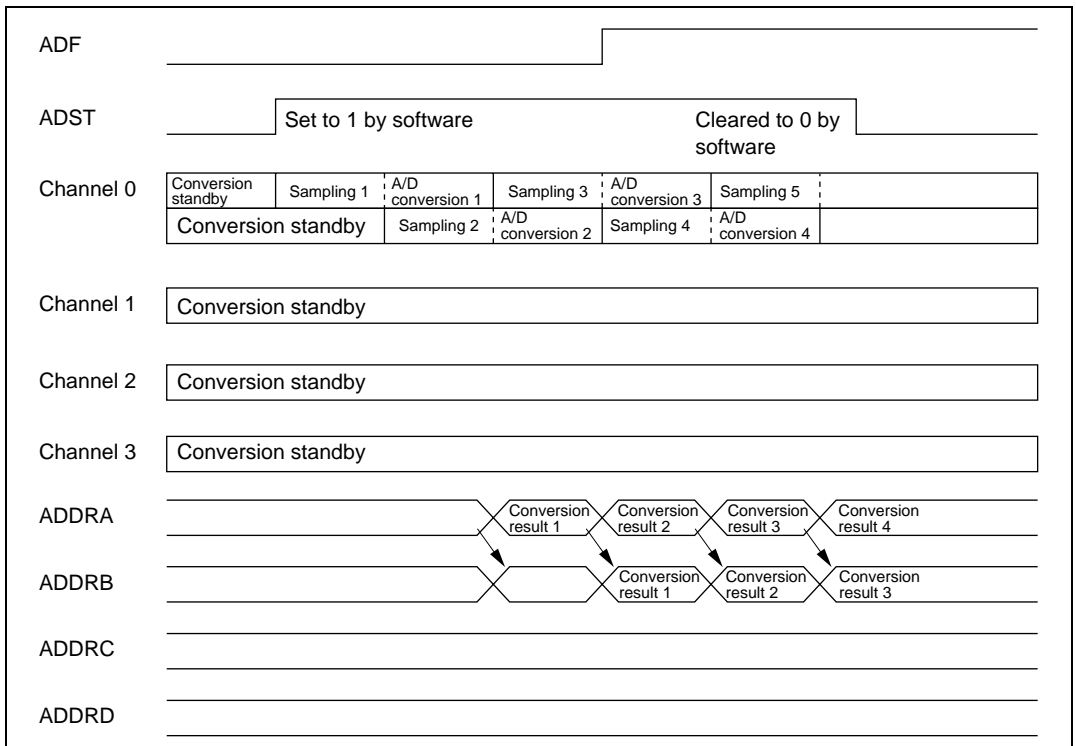 ADF
ADST
Set to 1 by software
Cleared to 0 by
software
Channel 0
Conversion
standby
Sampling 1
A/D
conversion 1
Sampling 3
A/D
conversion 3
Sampling 5
Conversion standby
Sampling 2
A/D
conversion 2
Sampling 4
A/D
conversion 4
Channel 1
Conversion standby
Channel 2
Conversion standby
Channel 3
Conversion standby
ADDRA
Conversion
result 1
Conversion
result 2
Conversion
result 3
Conversion
result 4
ADDRB
Conversion
result 1
Conversion
result 2
Conversion
result 3
ADDRC
ADDRD